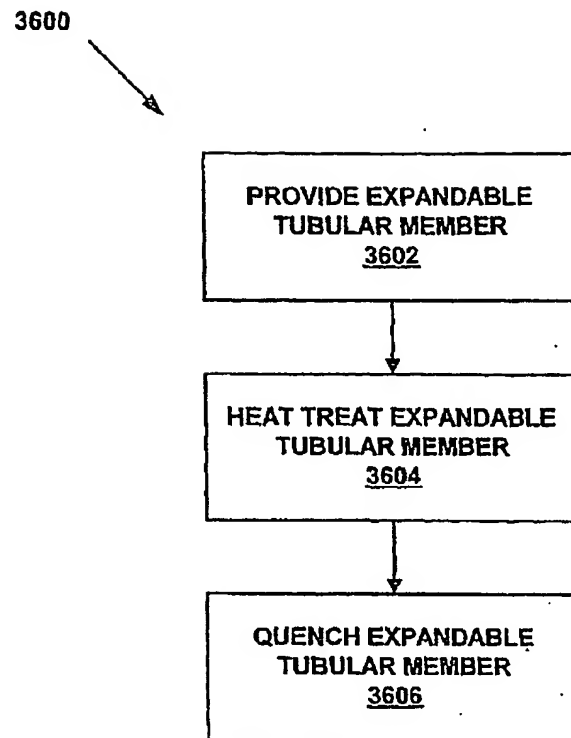 3600
PROVIDE EXPANDABLE
TUBULAR MEMBER
3602
HEAT TREAT EXPANDABLE
TUBULAR MEMBER
3604
QUENCH EXPANDABLE
TUBULAR MEMBER
3606